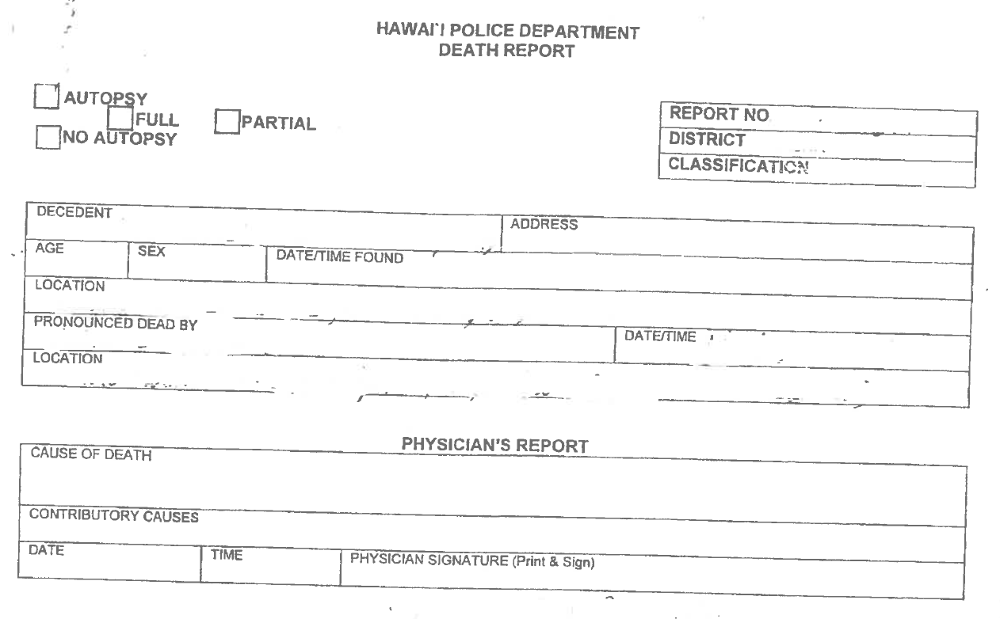 HAWAI'I POLICE DEPARTMENT
DEATH REPORT
AUTOPSY
FULL PARTIAL
NO AUTOPSY
REPORT NO
DISTRICT
CLASSIFICATION
DECEDENT ADDRESS
AGE SEX DATE/TIME FOUND
LOCATION
PRONOUNCED DEAD BY DATE/TIME
LOCATION
PHYSICIAN'S REPORT
CAUSE OF DEATH
CONTRIBUTORY CAUSES
DATE TIME PHYSICIAN SIGNATURE (Print & Sign)